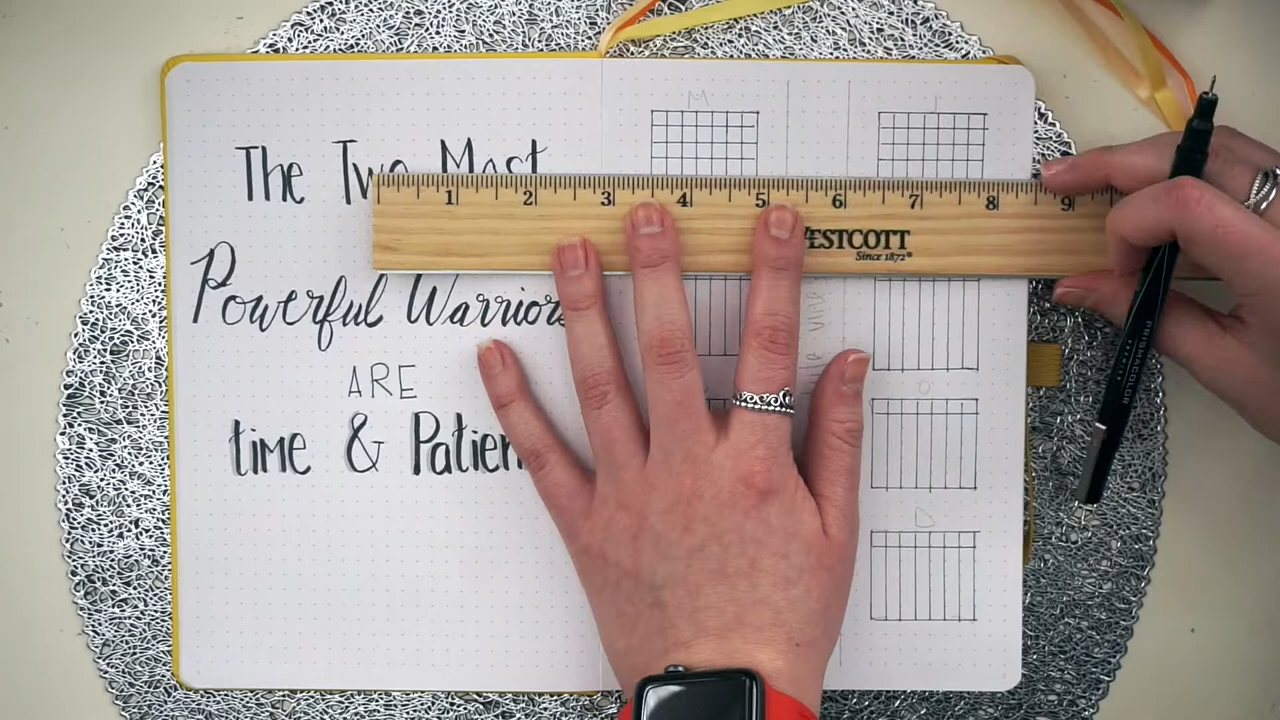 The Two Most
Powerful Warriors
ARE
time & Patien
M
J
1 2 3 4 5 6 7 8 9
WESTCOTT
Since 1872®
O
D
PRISMACOLOR